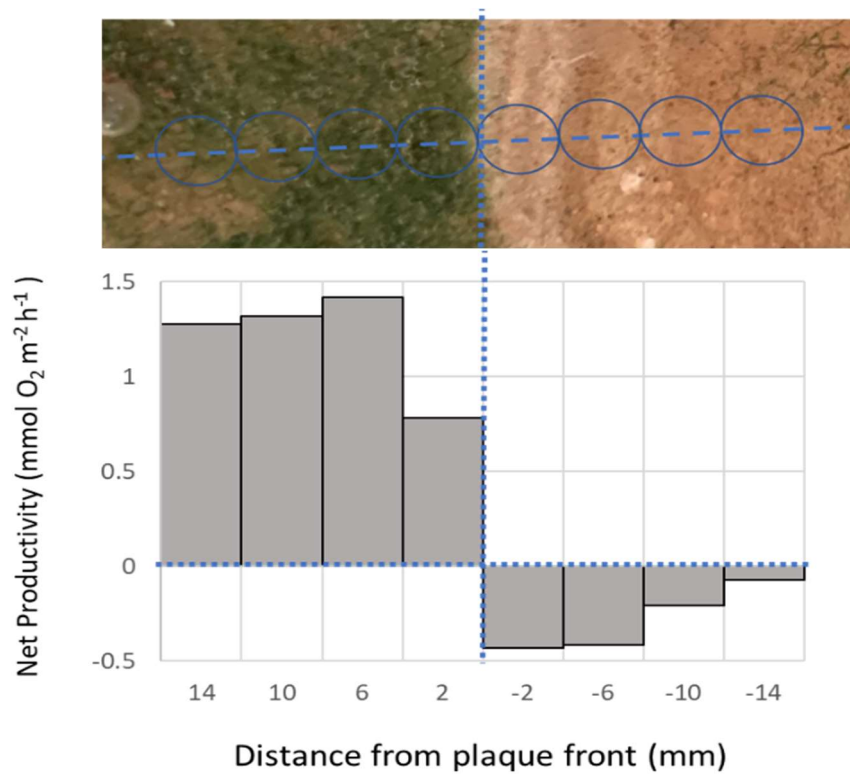 Net Productivity (mmol O₂ m⁻² h⁻¹ )
1.5
1
0.5
0
-0.5
14 10 6 2 -2 -6 -10 -14
Distance from plaque front (mm)